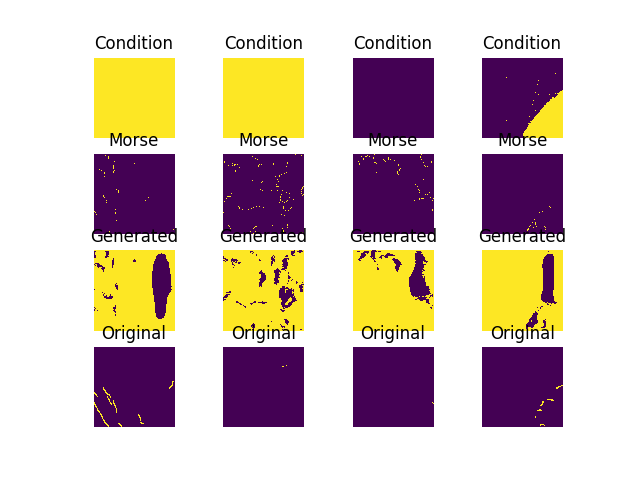 Condition Condition Condition Condition
Morse Morse Morse Morse
Generated Generated Generated Generated
Original Original Original Original